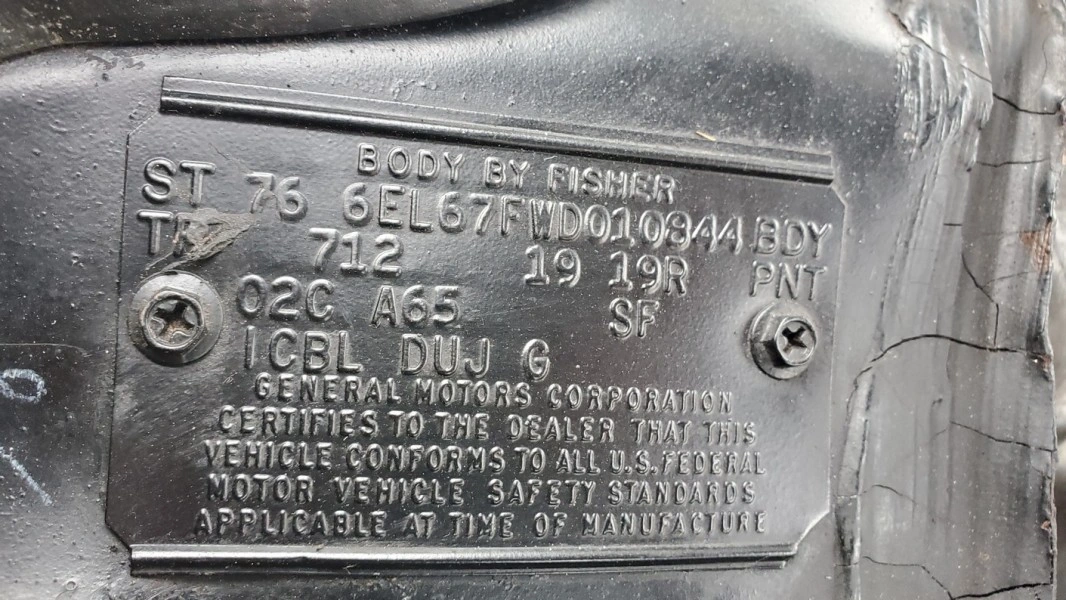 BODY BY FISHER
ST 76 6EL67FWD010844 BDY
TR 712 19 19R PNT
02C A65 SF
1CBL DUJ G
GENERAL MOTORS CORPORATION
CERTIFIES TO THE DEALER THAT THIS
VEHICLE CONFORMS TO ALL U.S. FEDERAL
MOTOR VEHICLE SAFETY STANDARDS
APPLICABLE AT TIME OF MANUFACTURE